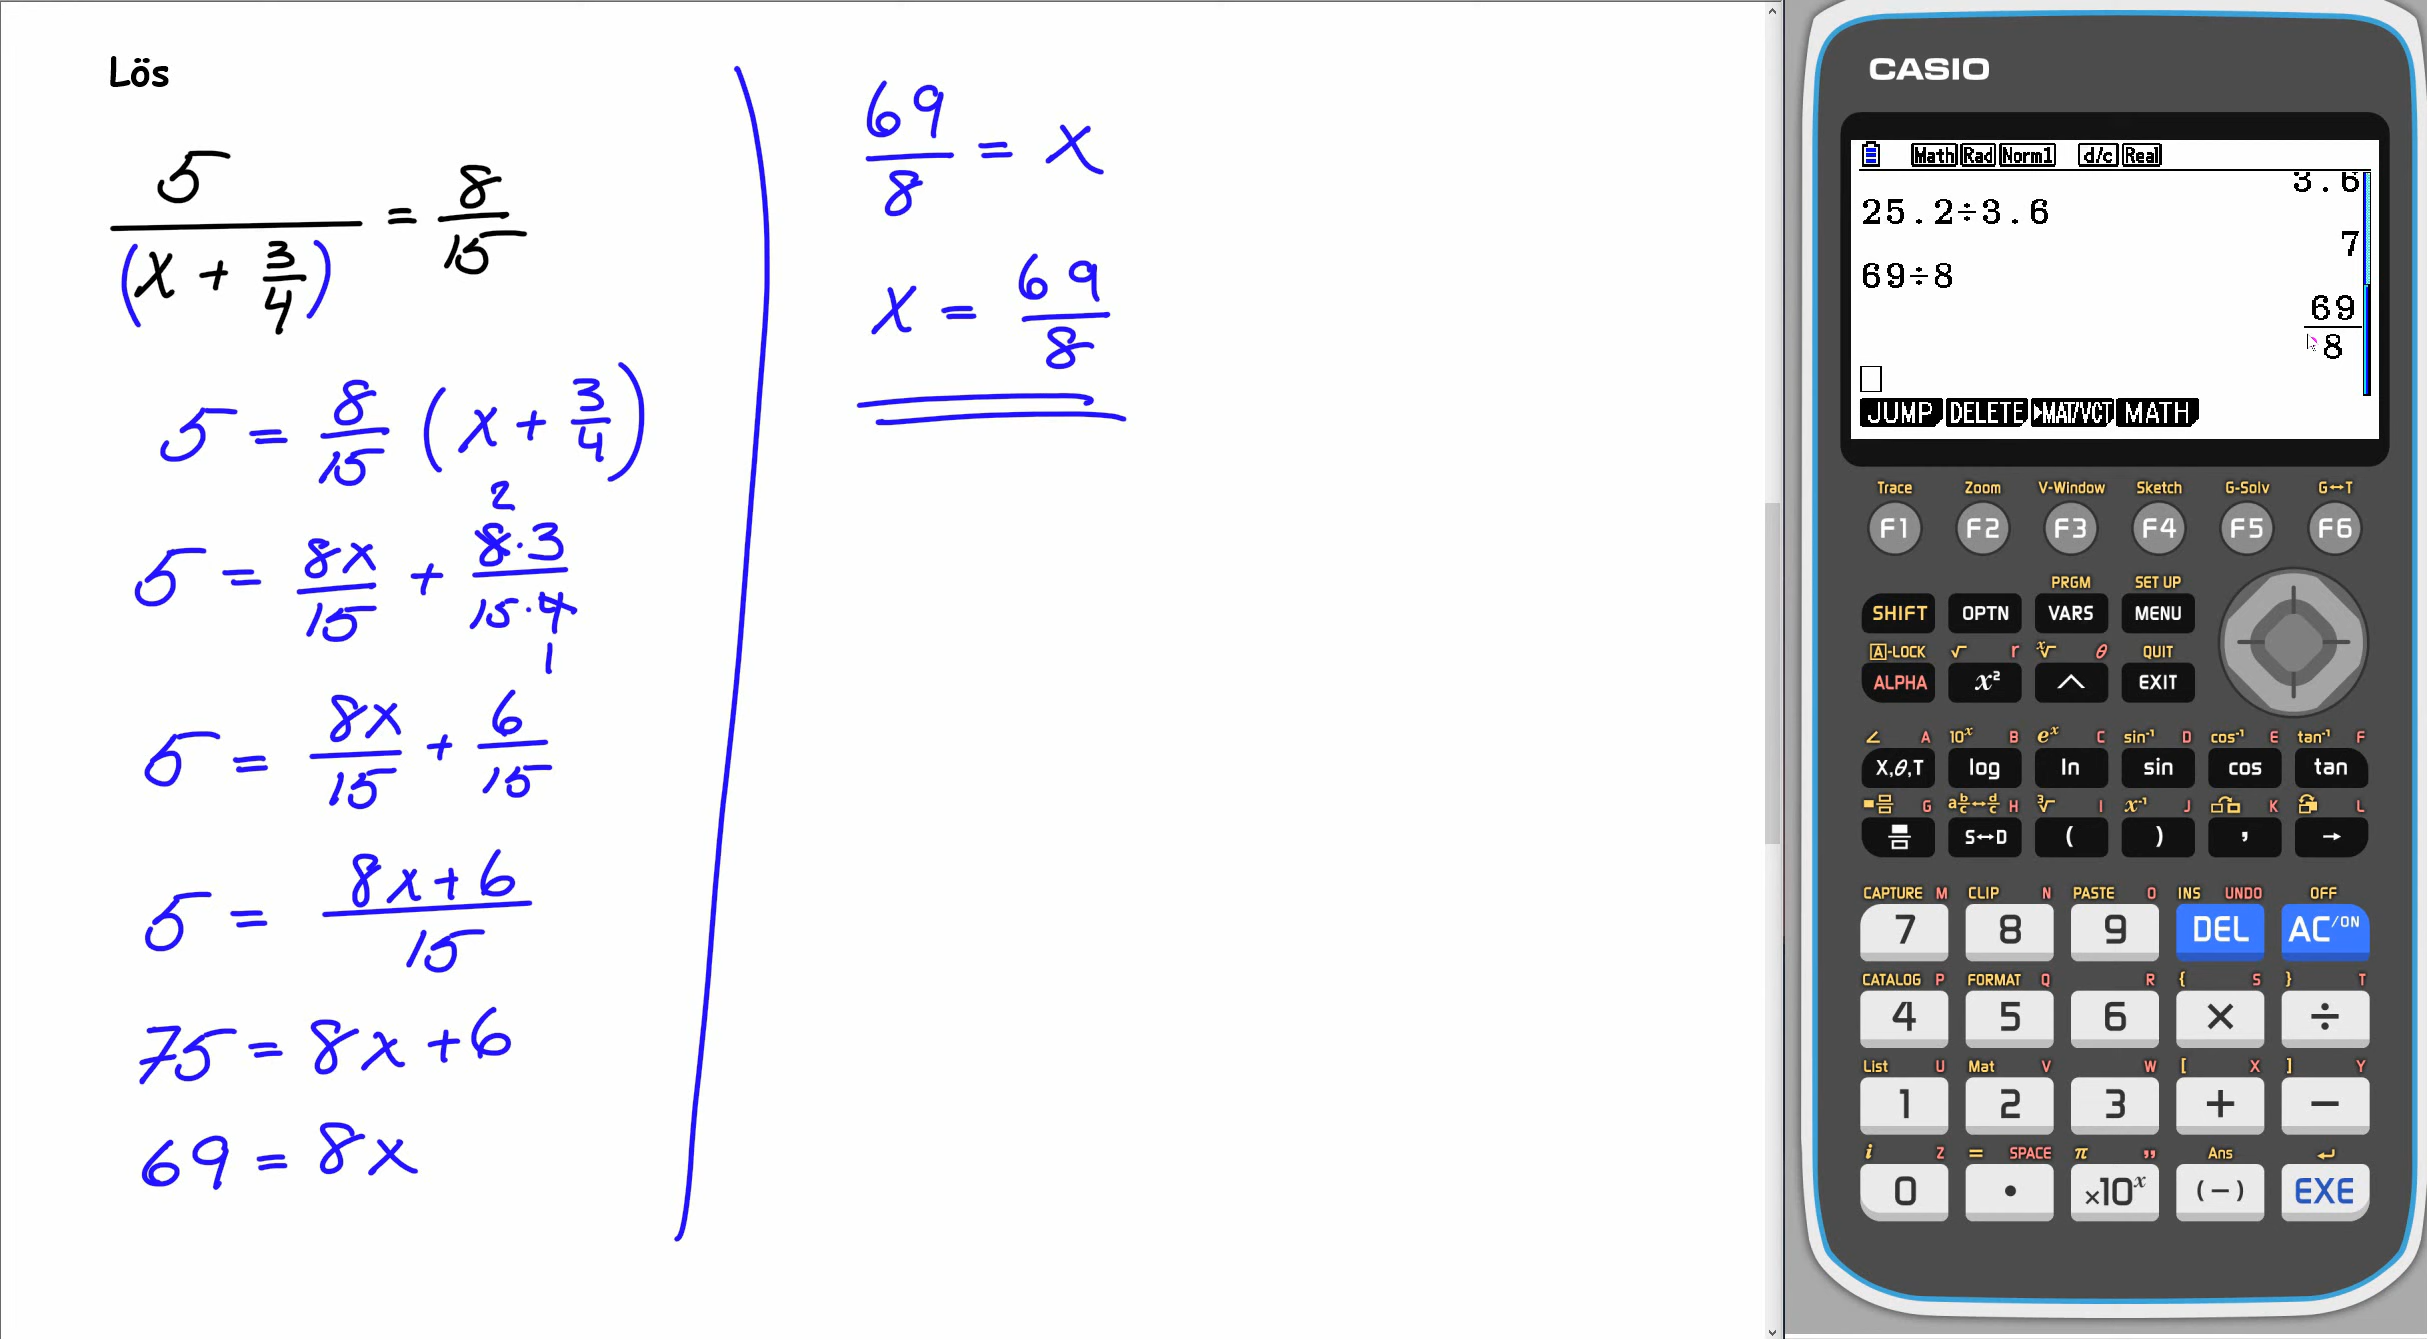 Lös
5/(x + 3/4) = 8/15
5 = 8/15 (x + 3/4)
2
5 = 8x/15 + 8·3/15·4
1
5 = 8x/15 + 6/15
5 = 8x+6/15
75 = 8x +6
69 = 8x
69/8 = x
x = 69/8
CASIO
Math Rad Norm1 d/c Real
3.6
25.2÷3.6
7
69÷8
69/8
JUMP DELETE ▸MAT/VCT MATH
Trace Zoom V-Window Sketch G-Solv G↔T
F1 F2 F3 F4 F5 F6
PRGM SET UP
SHIFT OPTN VARS MENU
A-LOCK √ r ˣ√ θ QUIT
ALPHA x² ^ EXIT
∠ A 10ˣ B eˣ C sin⁻¹ D cos⁻¹ E tan⁻¹ F
X,θ,T log ln sin cos tan
G a b/c↔d/c H ³√ I x⁻¹ J K L
S↔D ( ) , →
CAPTURE M CLIP N PASTE O INS UNDO OFF
7 8 9 DEL AC/ON
CATALOG P FORMAT Q R { S } T
4 5 6 × ÷
List U Mat V W [ X ] Y
1 2 3 + −
i Z = SPACE π " Ans ↵
0 • ×10ˣ (−) EXE